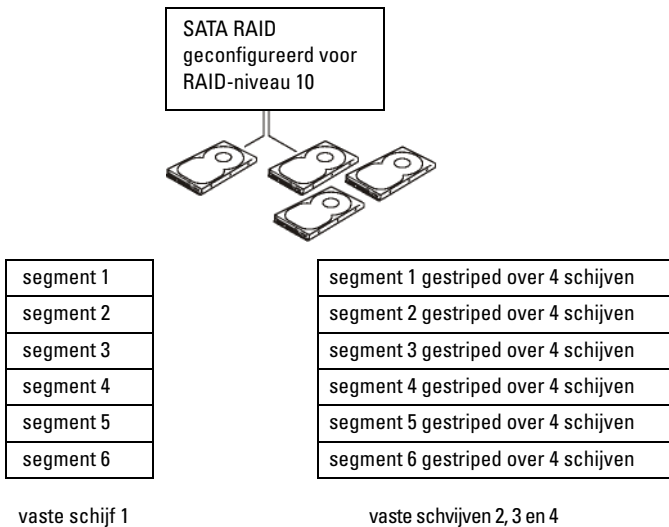 SATA RAID
geconfigureerd voor
RAID-niveau 10
segment 1
segment 2
segment 3
segment 4
segment 5
segment 6
vaste schijf 1
segment 1 gestriped over 4 schijven
segment 2 gestriped over 4 schijven
segment 3 gestriped over 4 schijven
segment 4 gestriped over 4 schijven
segment 5 gestriped over 4 schijven
segment 6 gestriped over 4 schijven
vaste schvijven 2, 3 en 4